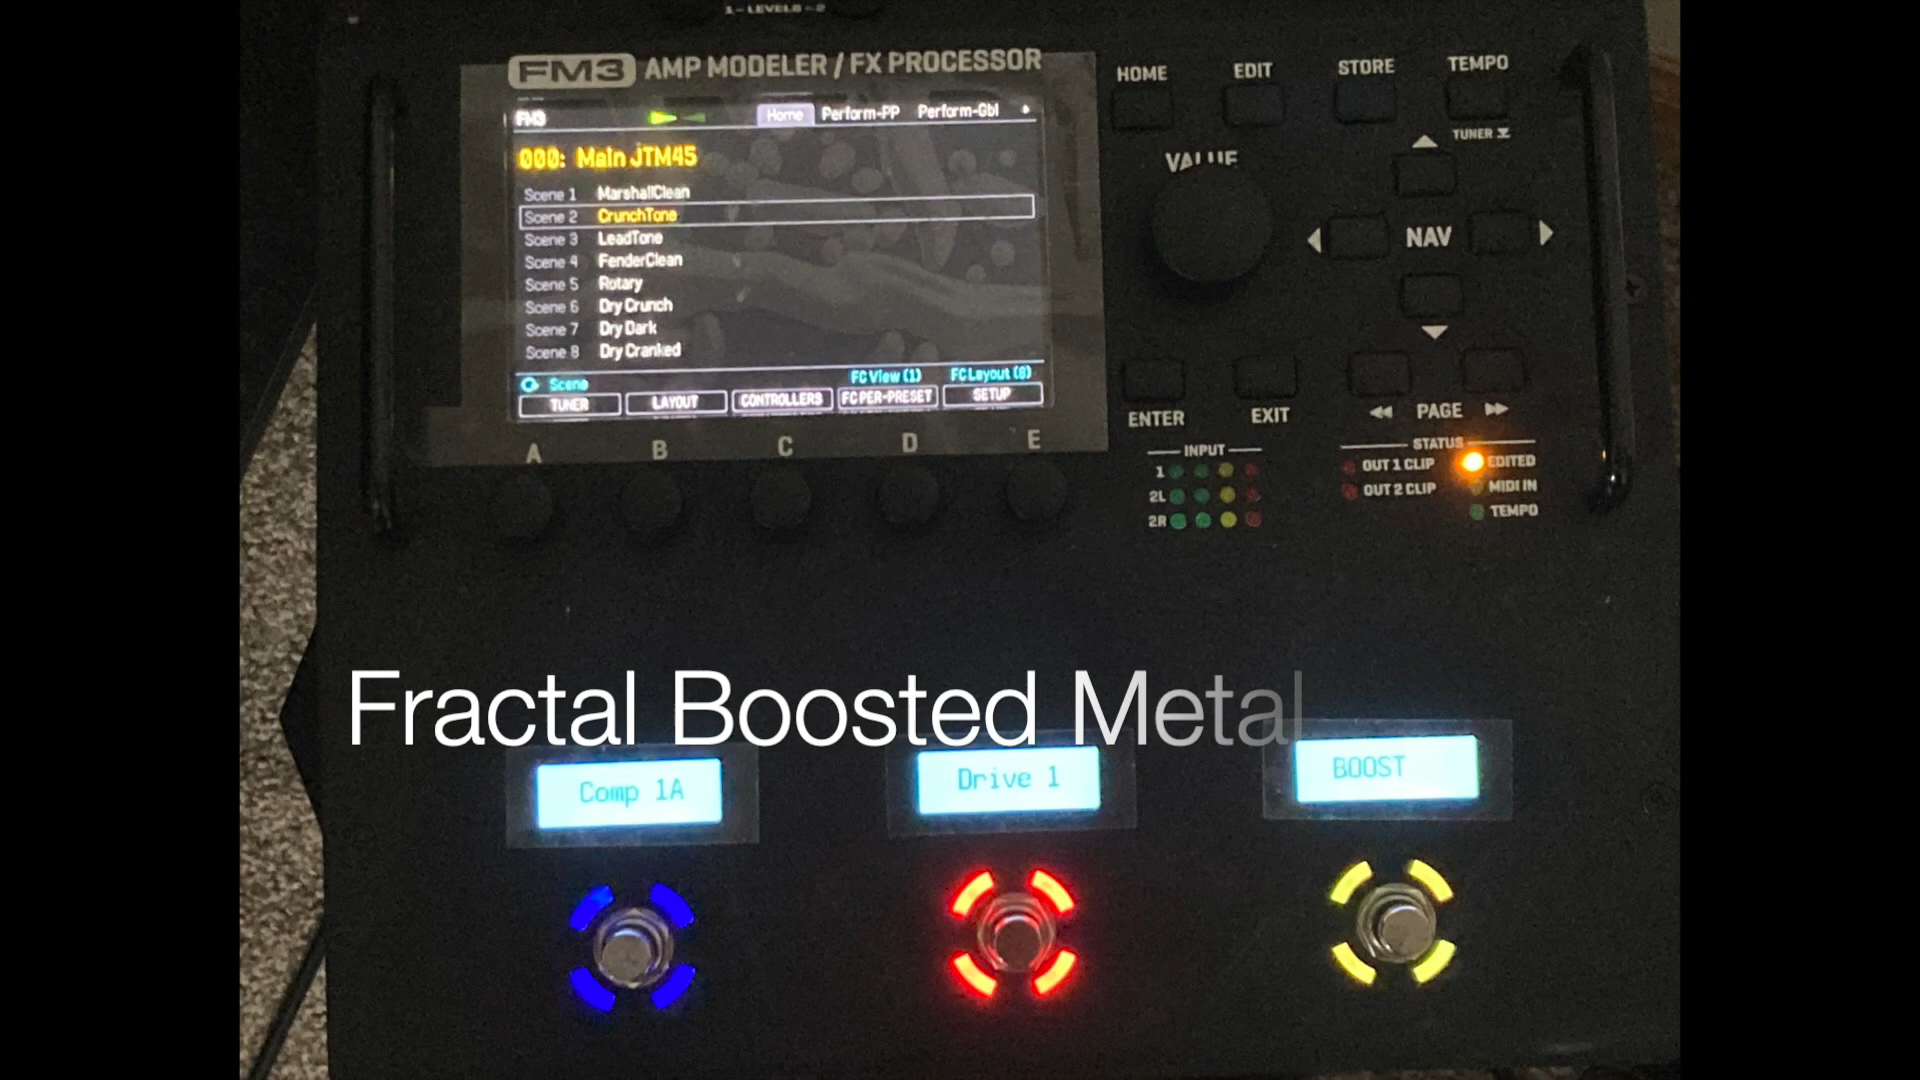 1-LEVELS-2
FM3 AMP MODELER / FX PROCESSOR
FM3 Home Perform-PP Perform-Gbl
000: Main JTM45
Scene 1 MarshallClean
Scene 2 CrunchTone
Scene 3 LeadTone
Scene 4 FenderClean
Scene 5 Rotary
Scene 6 Dry Crunch
Scene 7 Dry Dark
Scene 8 Dry Cranked
Scene FC View (1) FC Layout (8)
TUNER LAYOUT CONTROLLERS FC PER-PRESET SETUP
A B C D E
HOME EDIT STORE TEMPO
TUNER
VALUE
NAV
ENTER EXIT PAGE
INPUT
1
2L
2R
STATUS
OUT 1 CLIP EDITED
OUT 2 CLIP MIDI IN
TEMPO
Fractal Boosted Metal
Comp 1A Drive 1 BOOST